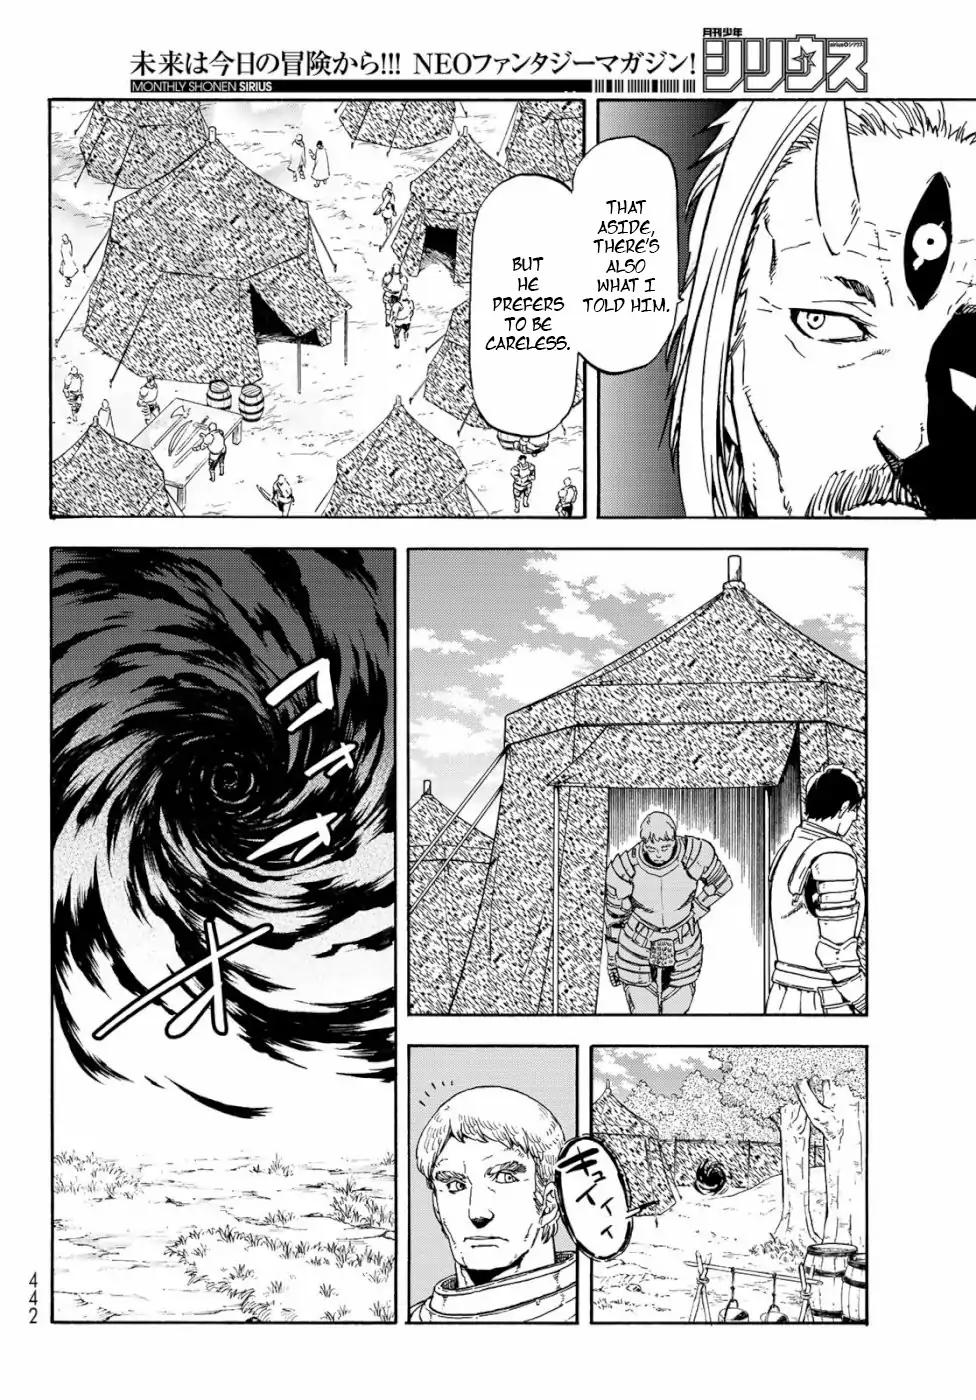 未来は今日の冒険から!!! NEOファンタジーマガジン!
月刊少年
シリウス
MONTHLY SHONEN SIRIUS
THAT
ASIDE,
THERE'S
ALSO
WHAT I
TOLD HIM.
BUT
HE
PREFERS
TO BE
CARELESS.
キュイィィ
ゴォォ
ォー
442